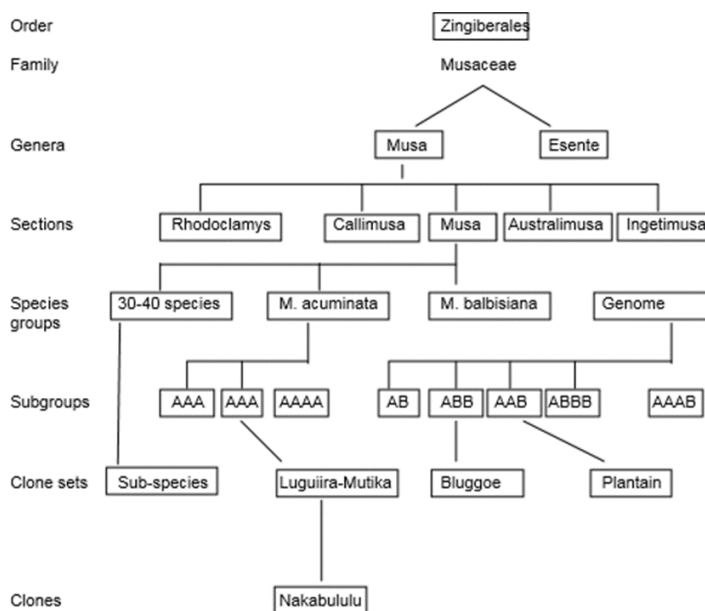 Order Zingiberales
Family Musaceae
Genera Musa Esente
Sections Rhodoclamys Callimusa Musa Australimusa Ingetimusa
Species groups 30-40 species M. acuminata M. balbisiana Genome
Subgroups AAA AAA AAAA AB ABB AAB ABBB AAAB
Clone sets Sub-species Luguiira-Mutika Bluggoe Plantain
Clones Nakabululu